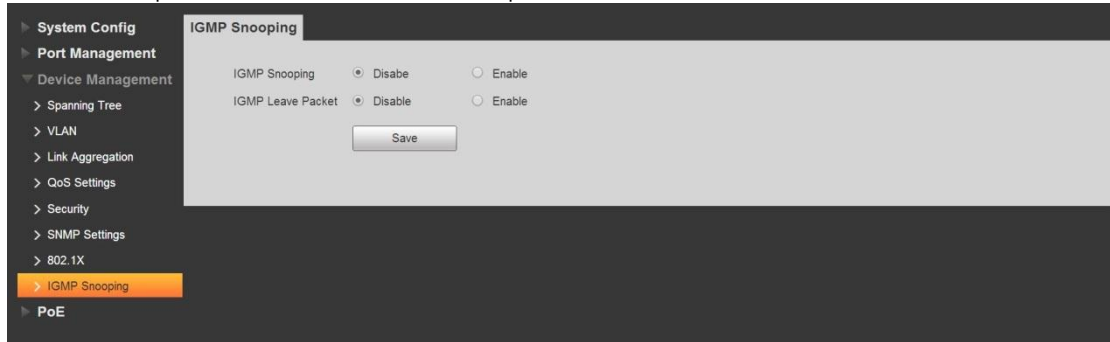 System Config
Port Management
Device Management
Spanning Tree
VLAN
Link Aggregation
QoS Settings
Security
SNMP Settings
802.1X
IGMP Snooping
PoE
IGMP Snooping
IGMP Snooping Disabe Enable
IGMP Leave Packet Disable Enable
Save